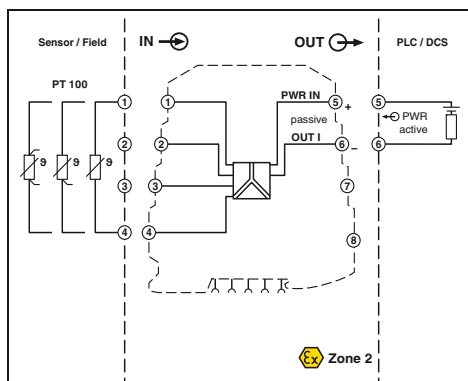 Sensor / Field
IN
OUT
PLC / DCS
PT 100
1
1
PWR IN
5
+
5
passive
PWR
active
2
2
OUT I
6
–
6
ϑ
ϑ
ϑ
3
3
7
4
4
8
Ex
Zone 2